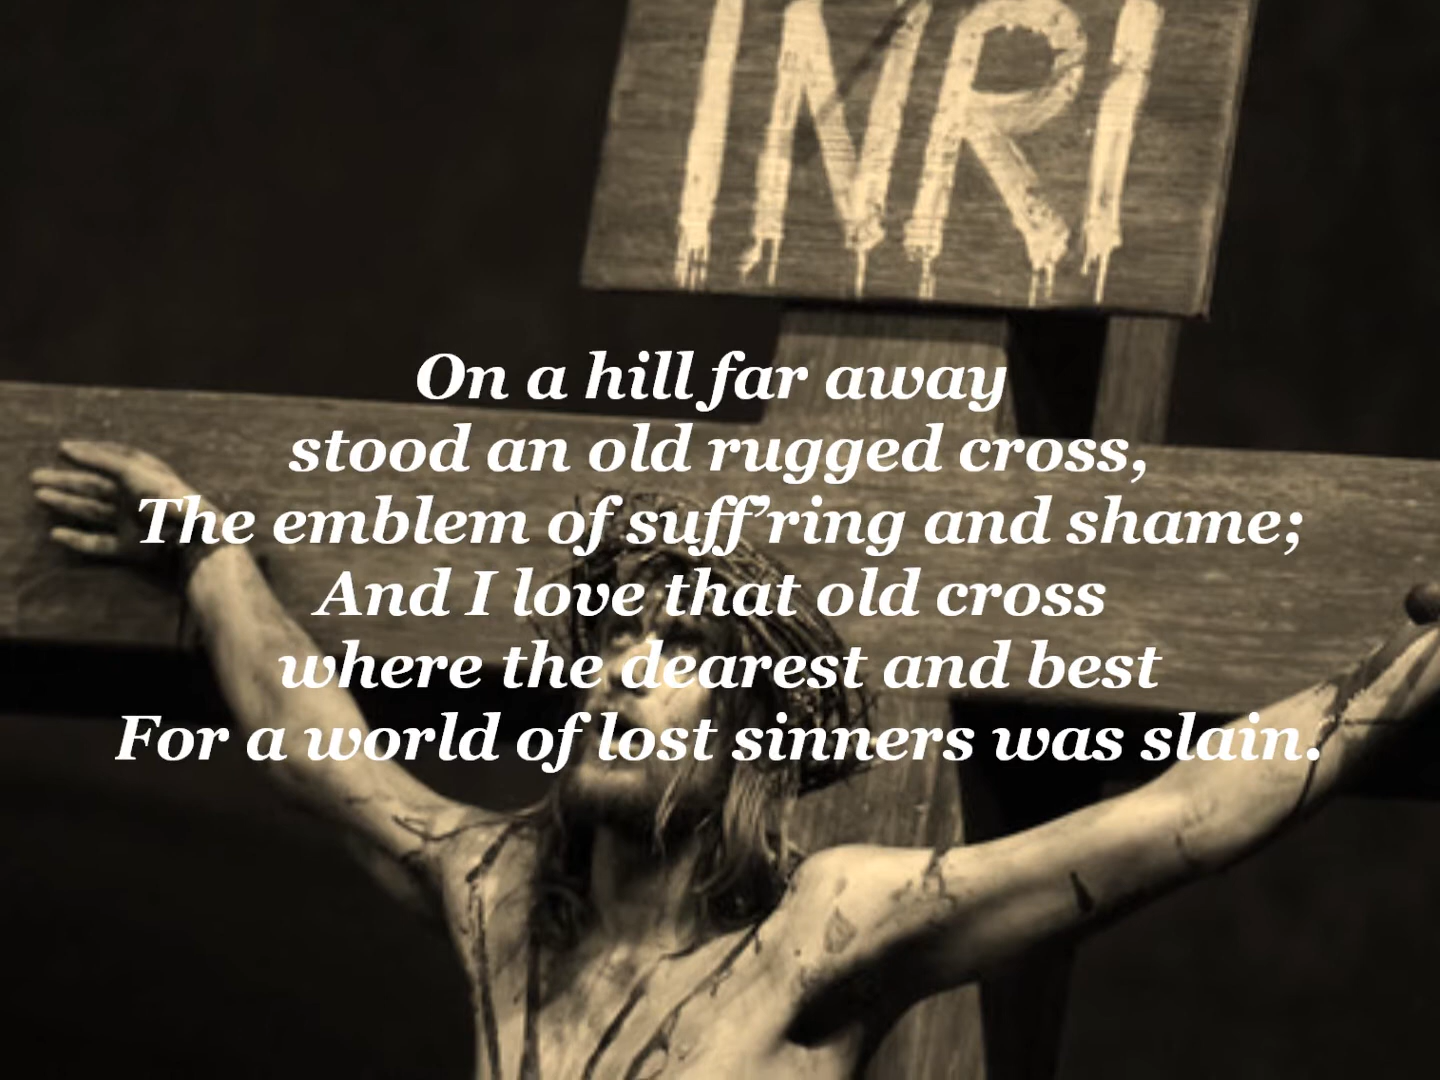 INRI
On a hill far away
stood an old rugged cross,
The emblem of suff’ring and shame;
And I love that old cross
where the dearest and best
For a world of lost sinners was slain.